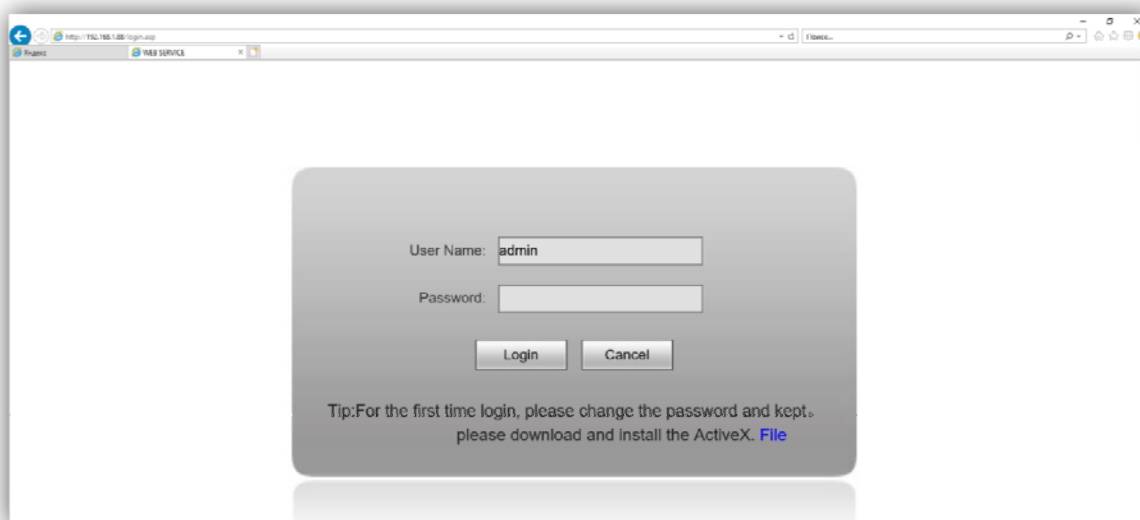 http://192.168.1.88/login.asp
Поиск...
Яндекс
WEB SERVICE
User Name: admin
Password:
Login Cancel
Tip:For the first time login, please change the password and kept。
please download and install the ActiveX. File